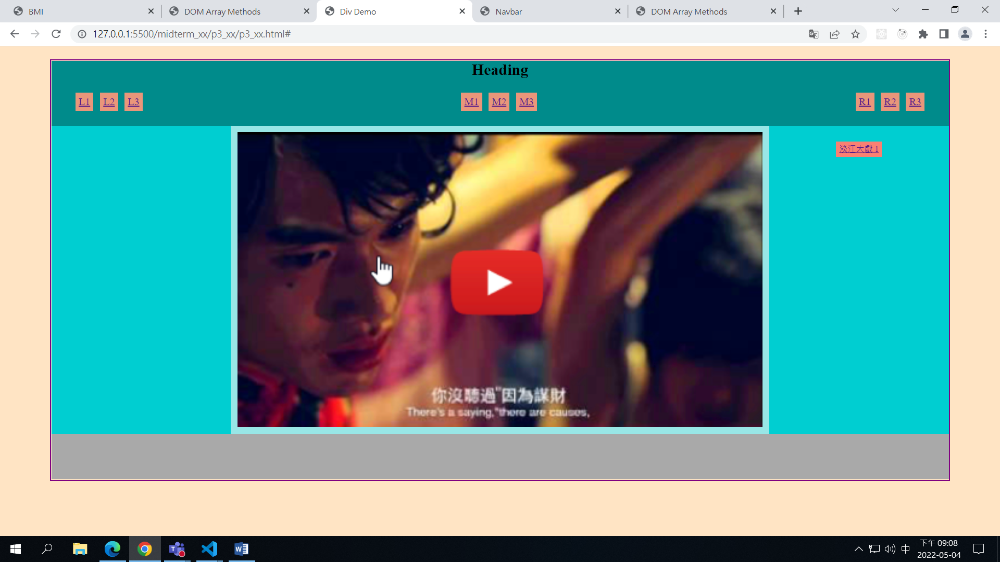 BMI
DOM Array Methods
Div Demo
Navbar
DOM Array Methods
127.0.0.1:5500/midterm_xx/p3_xx/p3_xx.html#
Heading
L1 L2 L3
M1 M2 M3
R1 R2 R3
淡江大戲 1
你沒聽過"因為謀財
There's a saying,"there are causes,
中
下午 09:08
2022-05-04